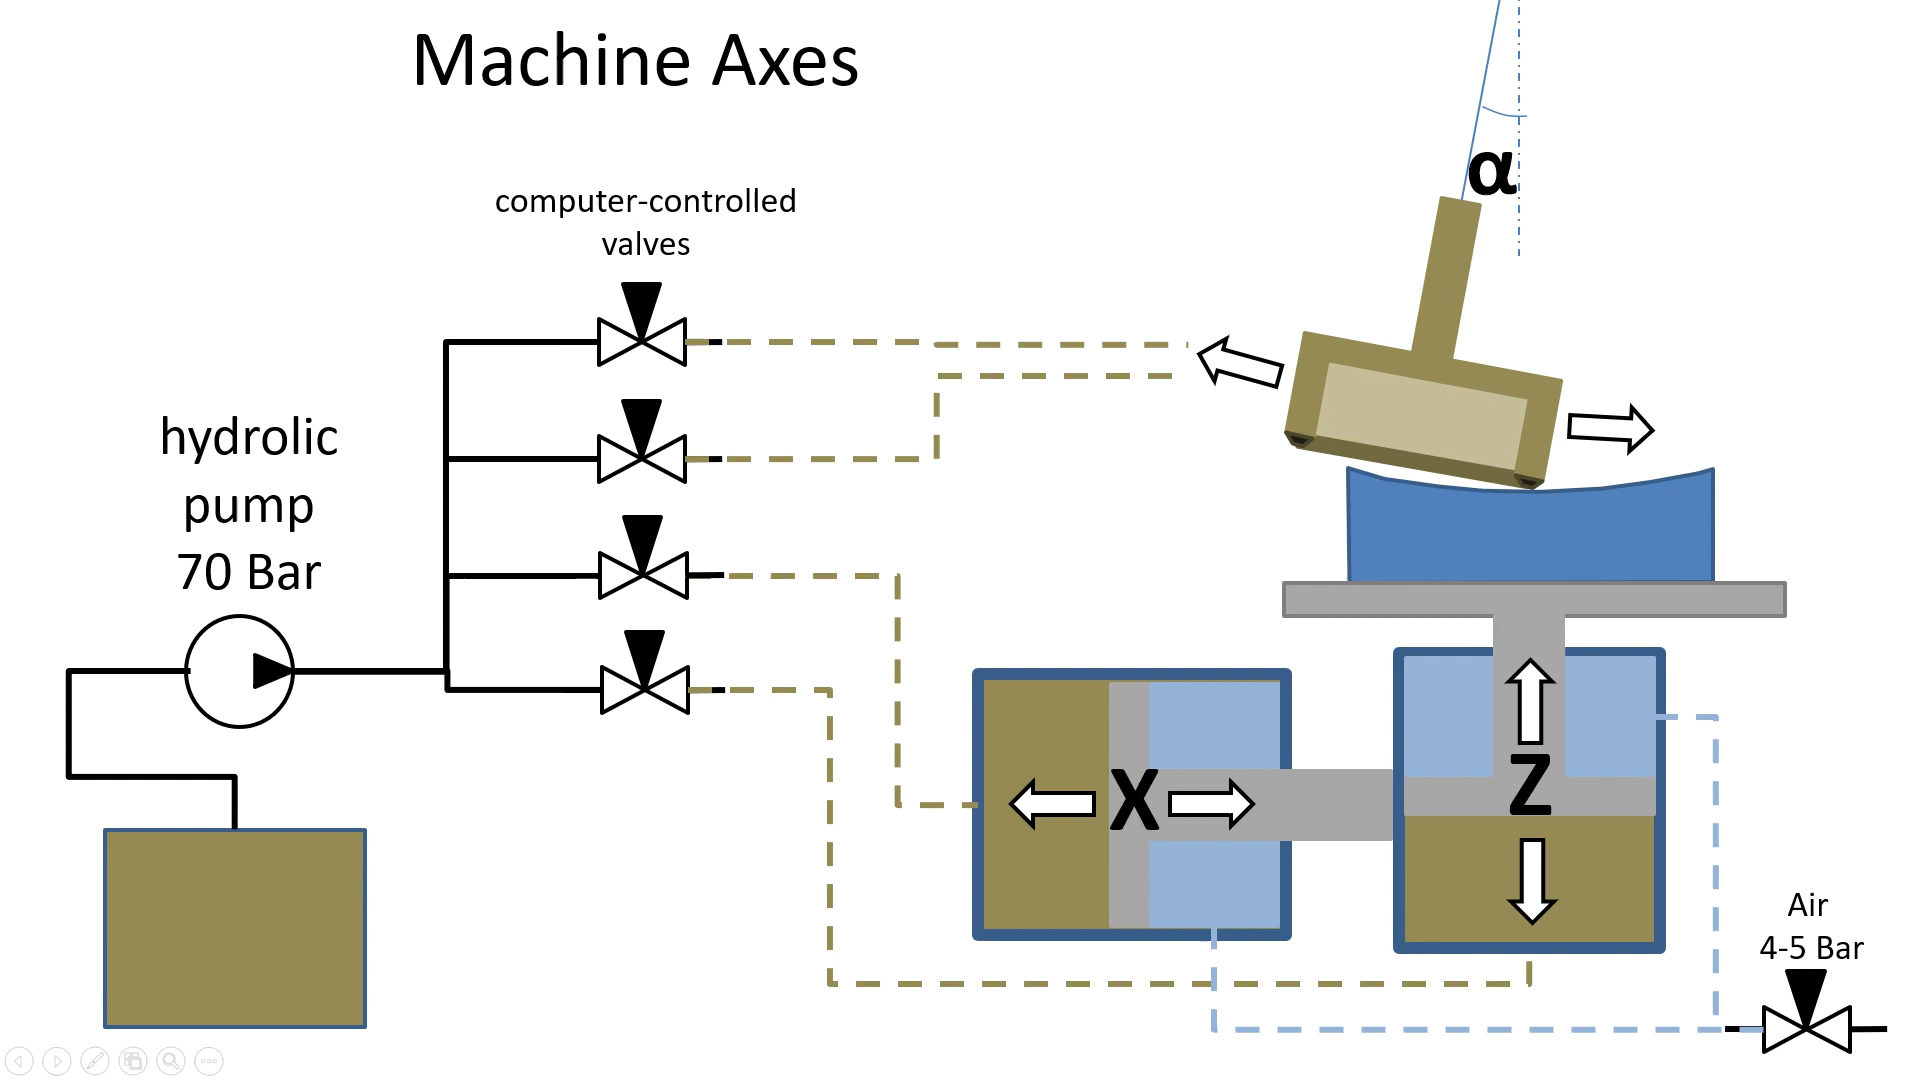 Machine Axes
computer-controlled
valves
α
hydrolic
pump
70 Bar
X
Z
Air
4-5 Bar